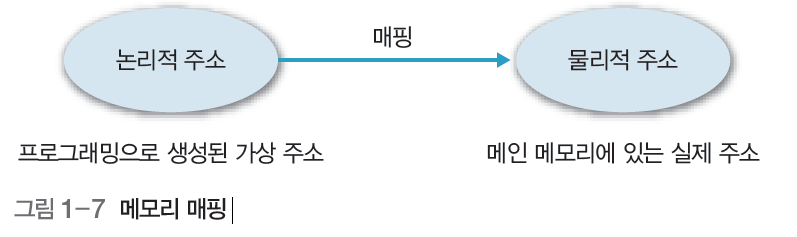 매핑
논리적 주소
물리적 주소
프로그래밍으로 생성된 가상 주소
메인 메모리에 있는 실제 주소
그림 1-7 메모리 매핑